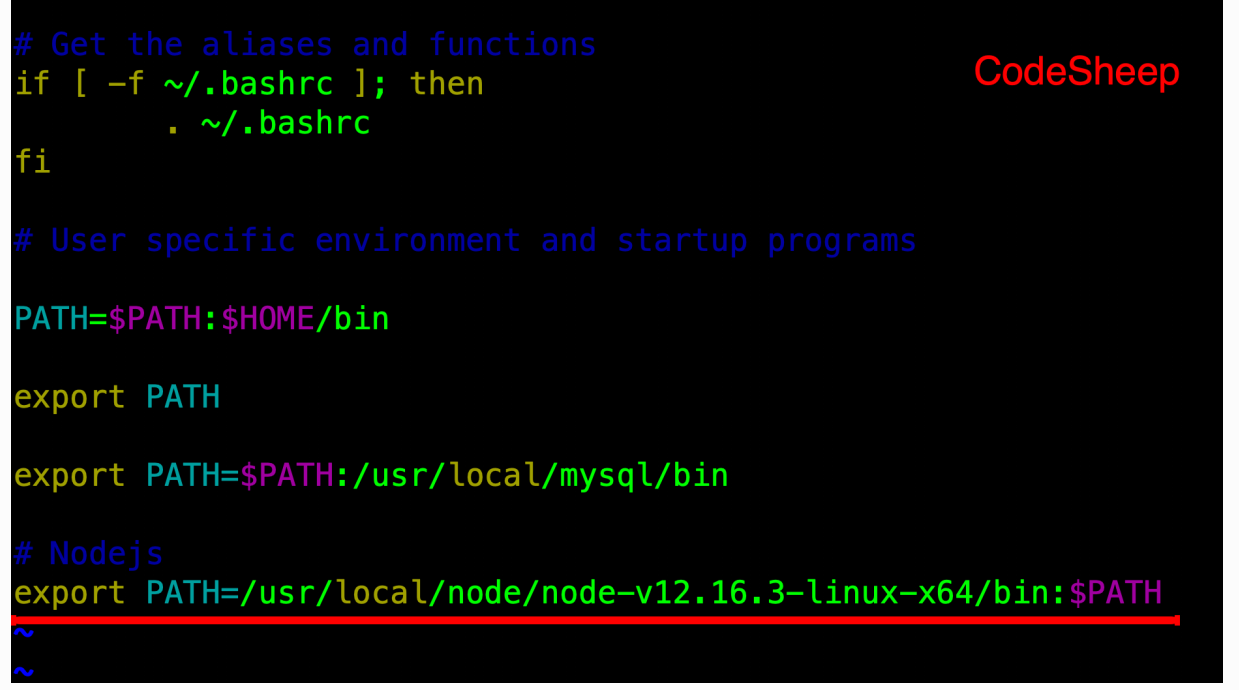 # Get the aliases and functions
CodeSheep
if [ -f ~/.bashrc ]; then
        . ~/.bashrc
fi
# User specific environment and startup programs
PATH=$PATH:$HOME/bin
export PATH
export PATH=$PATH:/usr/local/mysql/bin
# Nodejs
export PATH=/usr/local/node/node-v12.16.3-linux-x64/bin:$PATH
~
~